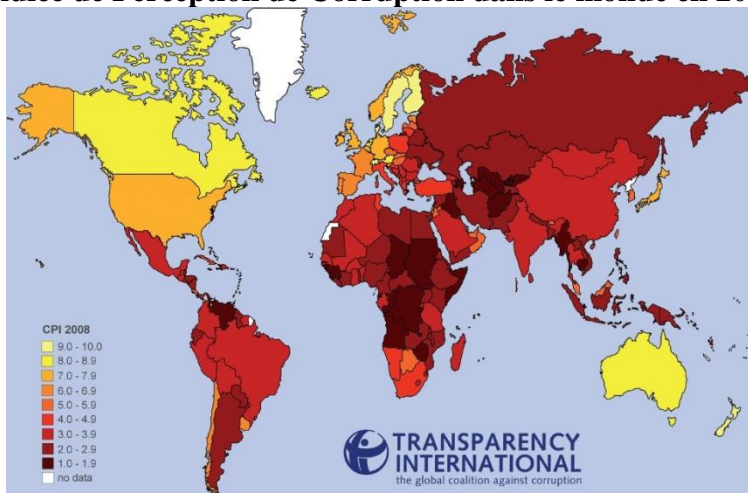 de Perception de Corruption dans le monde en
CPI 2008
9.0 - 10.0
8.0 - 8.9
7.0 - 7.9
6.0 - 6.9
5.0 - 5.9
4.0 - 4.9
3.0 - 3.9
2.0 - 2.9
1.0 - 1.9
no data
TRANSPARENCY
INTERNATIONAL
the global coalition against corruption